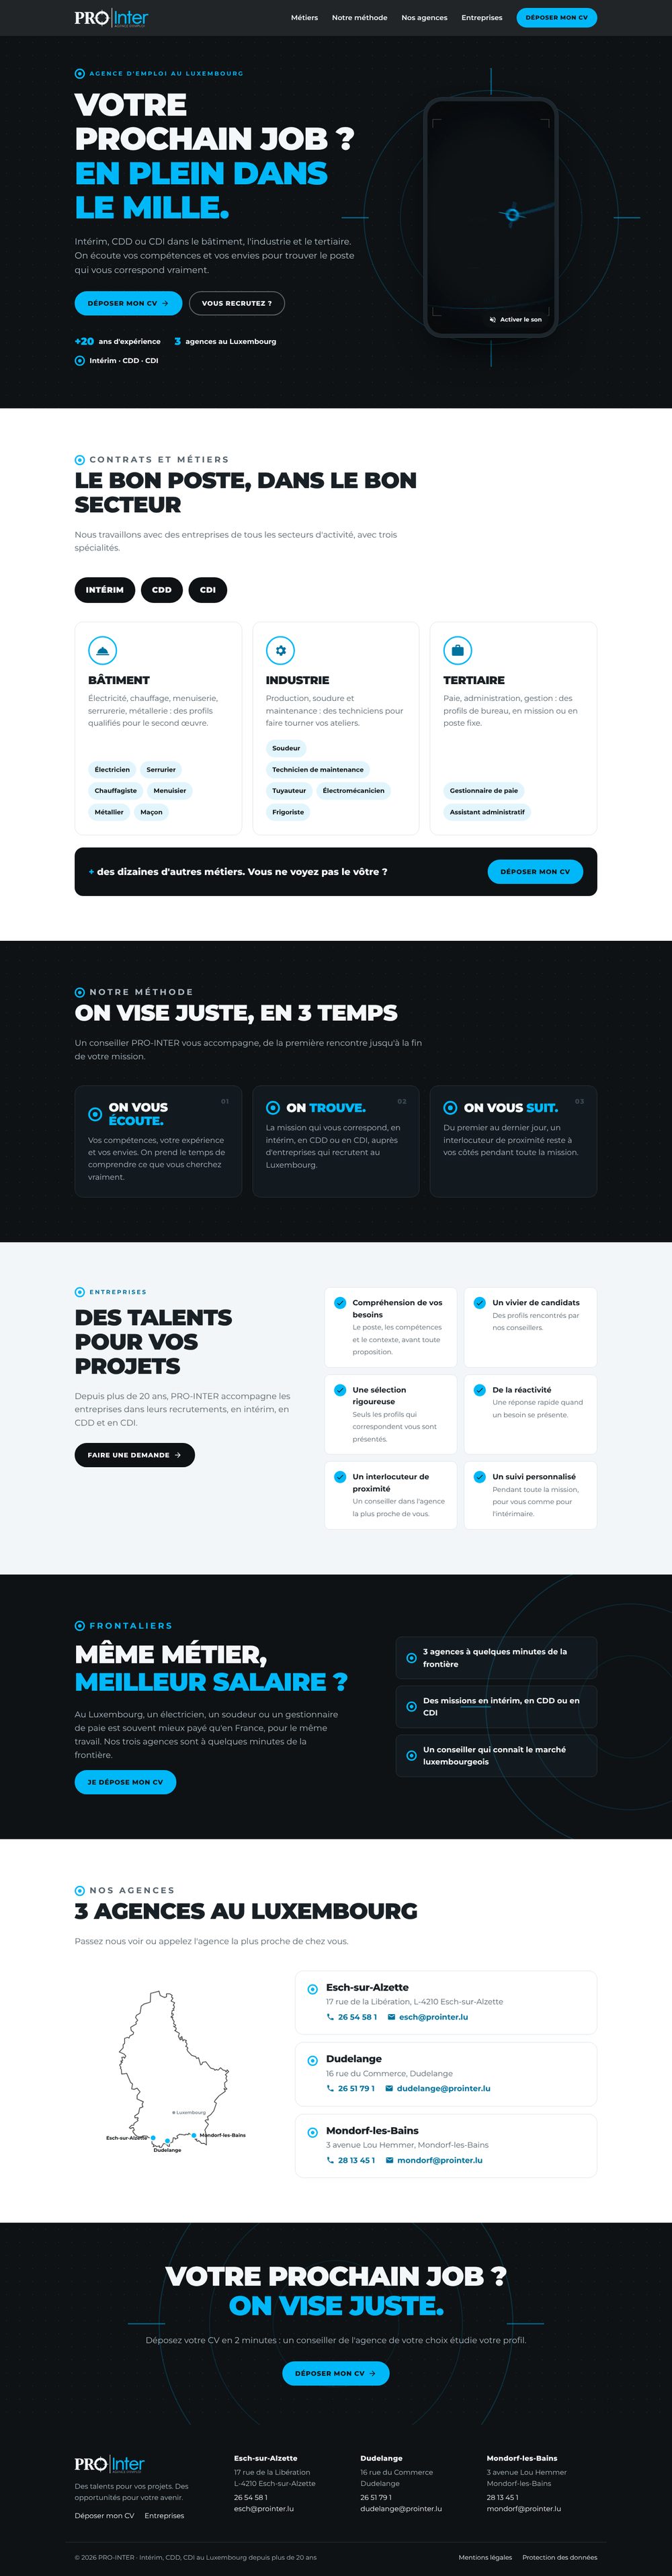 PRO Inter
Métiers
Notre méthode
Nos agences
Entreprises
DÉPOSER MON CV
AGENCE D'EMPLOI AU LUXEMBOURG
VOTRE
PROCHAIN JOB ?
EN PLEIN DANS
LE MILLE.
Intérim, CDD ou CDI dans le bâtiment, l'industrie et le tertiaire.
On écoute vos compétences et vos envies pour trouver le poste
qui vous correspond vraiment.
DÉPOSER MON CV →
VOUS RECRUTEZ ?
+20 ans d'expérience
3 agences au Luxembourg
Intérim · CDD · CDI
Activer le son
CONTRATS ET MÉTIERS
LE BON POSTE, DANS LE BON
SECTEUR
Nous travaillons avec des entreprises de tous les secteurs d'activité, avec trois
spécialités.
INTÉRIM
CDD
CDI
BÂTIMENT
Électricité, chauffage, menuiserie,
serrurerie, métallerie : des profils
qualifiés pour le second œuvre.
Électricien
Serrurier
Chauffagiste
Menuisier
Métallier
Maçon
INDUSTRIE
Production, soudure et
maintenance : des techniciens pour
faire tourner vos ateliers.
Soudeur
Technicien de maintenance
Tuyauteur
Électromécanicien
Frigoriste
TERTIAIRE
Paie, administration, gestion : des
profils de bureau, en mission ou en
poste fixe.
Gestionnaire de paie
Assistant administratif
+ des dizaines d'autres métiers. Vous ne voyez pas le vôtre ?
DÉPOSER MON CV
NOTRE MÉTHODE
ON VISE JUSTE, EN 3 TEMPS
Un conseiller PRO-INTER vous accompagne, de la première rencontre jusqu'à la fin
de votre mission.
01
ON VOUS
ÉCOUTE.
Vos compétences, votre expérience
et vos envies. On prend le temps de
comprendre ce que vous cherchez
vraiment.
02
ON TROUVE.
La mission qui vous correspond, en
intérim, en CDD ou en CDI, auprès
d'entreprises qui recrutent au
Luxembourg.
03
ON VOUS SUIT.
Du premier au dernier jour, un
interlocuteur de proximité reste à
vos côtés pendant toute la mission.
ENTREPRISES
DES TALENTS
POUR VOS
PROJETS
Depuis plus de 20 ans, PRO-INTER accompagne les
entreprises dans leurs recrutements, en intérim, en
CDD et en CDI.
FAIRE UNE DEMANDE →
Compréhension de vos
besoins
Le poste, les compétences
et le contexte, avant toute
proposition.
Un vivier de candidats
Des profils rencontrés par
nos conseillers.
Une sélection
rigoureuse
Seuls les profils qui
correspondent vous sont
présentés.
De la réactivité
Une réponse rapide quand
un besoin se présente.
Un interlocuteur de
proximité
Un conseiller dans l'agence
la plus proche de vous.
Un suivi personnalisé
Pendant toute la mission,
pour vous comme pour
l'intérimaire.
FRONTALIERS
MÊME MÉTIER,
MEILLEUR SALAIRE ?
Au Luxembourg, un électricien, un soudeur ou un gestionnaire
de paie est souvent mieux payé qu'en France, pour le même
travail. Nos trois agences sont à quelques minutes de la
frontière.
JE DÉPOSE MON CV
3 agences à quelques minutes de la
frontière
Des missions en intérim, en CDD ou en
CDI
Un conseiller qui connaît le marché
luxembourgeois
NOS AGENCES
3 AGENCES AU LUXEMBOURG
Passez nous voir ou appelez l'agence la plus proche de chez vous.
Luxembourg
Esch-sur-Alzette
Dudelange
Mondorf-les-Bains
Esch-sur-Alzette
17 rue de la Libération, L-4210 Esch-sur-Alzette
26 54 58 1
esch@prointer.lu
Dudelange
16 rue du Commerce, Dudelange
26 51 79 1
dudelange@prointer.lu
Mondorf-les-Bains
3 avenue Lou Hemmer, Mondorf-les-Bains
28 13 45 1
mondorf@prointer.lu
VOTRE PROCHAIN JOB ?
ON VISE JUSTE.
Déposez votre CV en 2 minutes : un conseiller de l'agence de votre choix étudie votre profil.
DÉPOSER MON CV →
PRO Inter
Des talents pour vos projets. Des
opportunités pour votre avenir.
Déposer mon CV
Entreprises
Esch-sur-Alzette
17 rue de la Libération
L-4210 Esch-sur-Alzette
26 54 58 1
esch@prointer.lu
Dudelange
16 rue du Commerce
Dudelange
26 51 79 1
dudelange@prointer.lu
Mondorf-les-Bains
3 avenue Lou Hemmer
Mondorf-les-Bains
28 13 45 1
mondorf@prointer.lu
© 2026 PRO-INTER · Intérim, CDD, CDI au Luxembourg depuis plus de 20 ans
Mentions légales
Protection des données